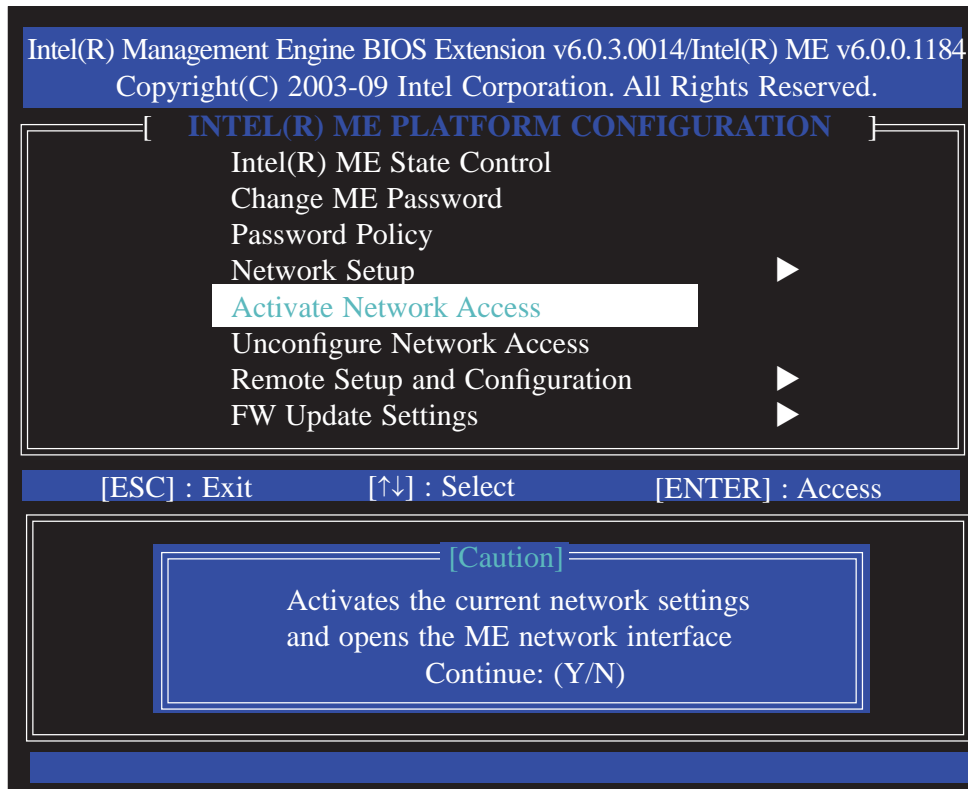 Intel(R) Management Engine BIOS Extension v6.0.3.0014/Intel(R) ME v6.0.0.1184
Copyright(C) 2003-09 Intel Corporation. All Rights Reserved.
[ INTEL(R) ME PLATFORM CONFIGURATION ]
Intel(R) ME State Control
Change ME Password
Password Policy
Network Setup ▶
Activate Network Access
Unconfigure Network Access
Remote Setup and Configuration ▶
FW Update Settings ▶
[ESC] : Exit [↑↓] : Select [ENTER] : Access
[Caution]
Activates the current network settings
and opens the ME network interface
Continue: (Y/N)